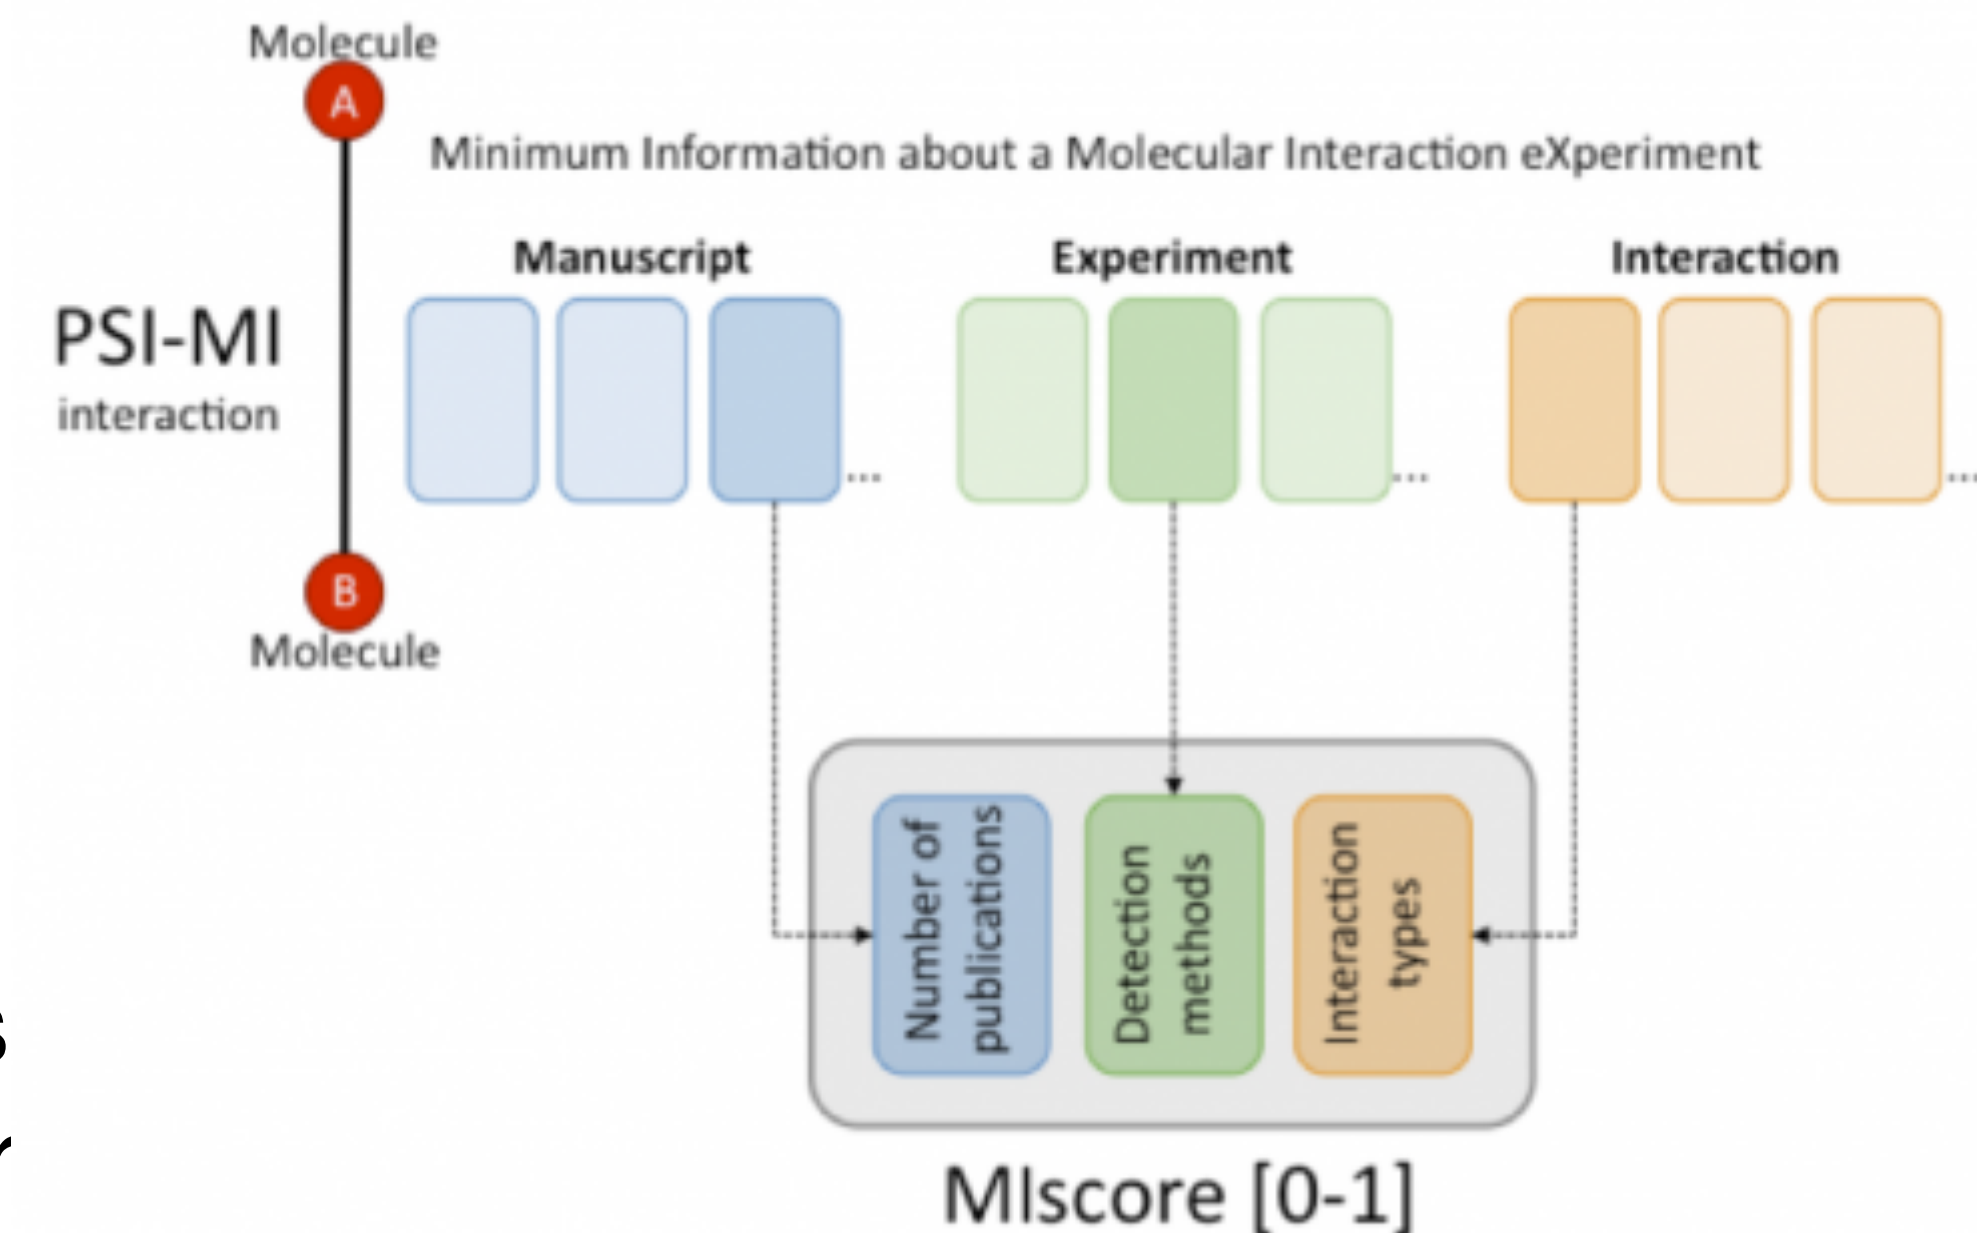 Molecule
A
Minimum Information about a Molecular Interaction eXperiment
Manuscript
Experiment
Interaction
PSI-MI
interaction
...
...
...
B
Molecule
Number of
publications
Detection
methods
Interaction
types
s
r
MIscore [0-1]